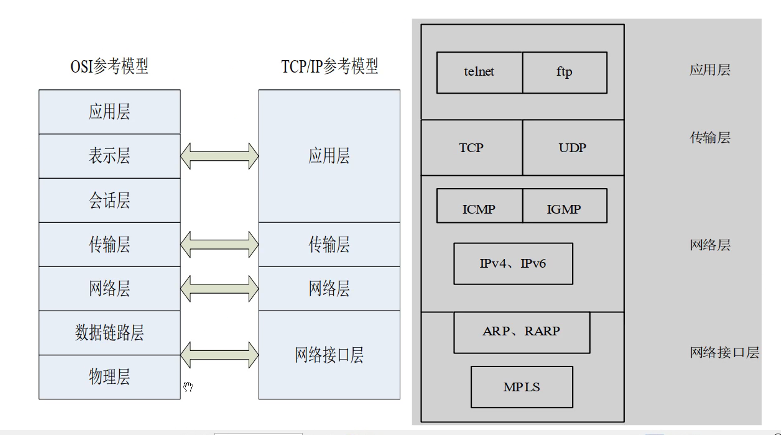 OSI参考模型
应用层
表示层
会话层
传输层
网络层
数据链路层
物理层
TCP/IP参考模型
应用层
传输层
网络层
网络接口层
telnet
ftp
应用层
TCP
UDP
传输层
ICMP
IGMP
IPv4、IPv6
网络层
ARP、RARP
MPLS
网络接口层